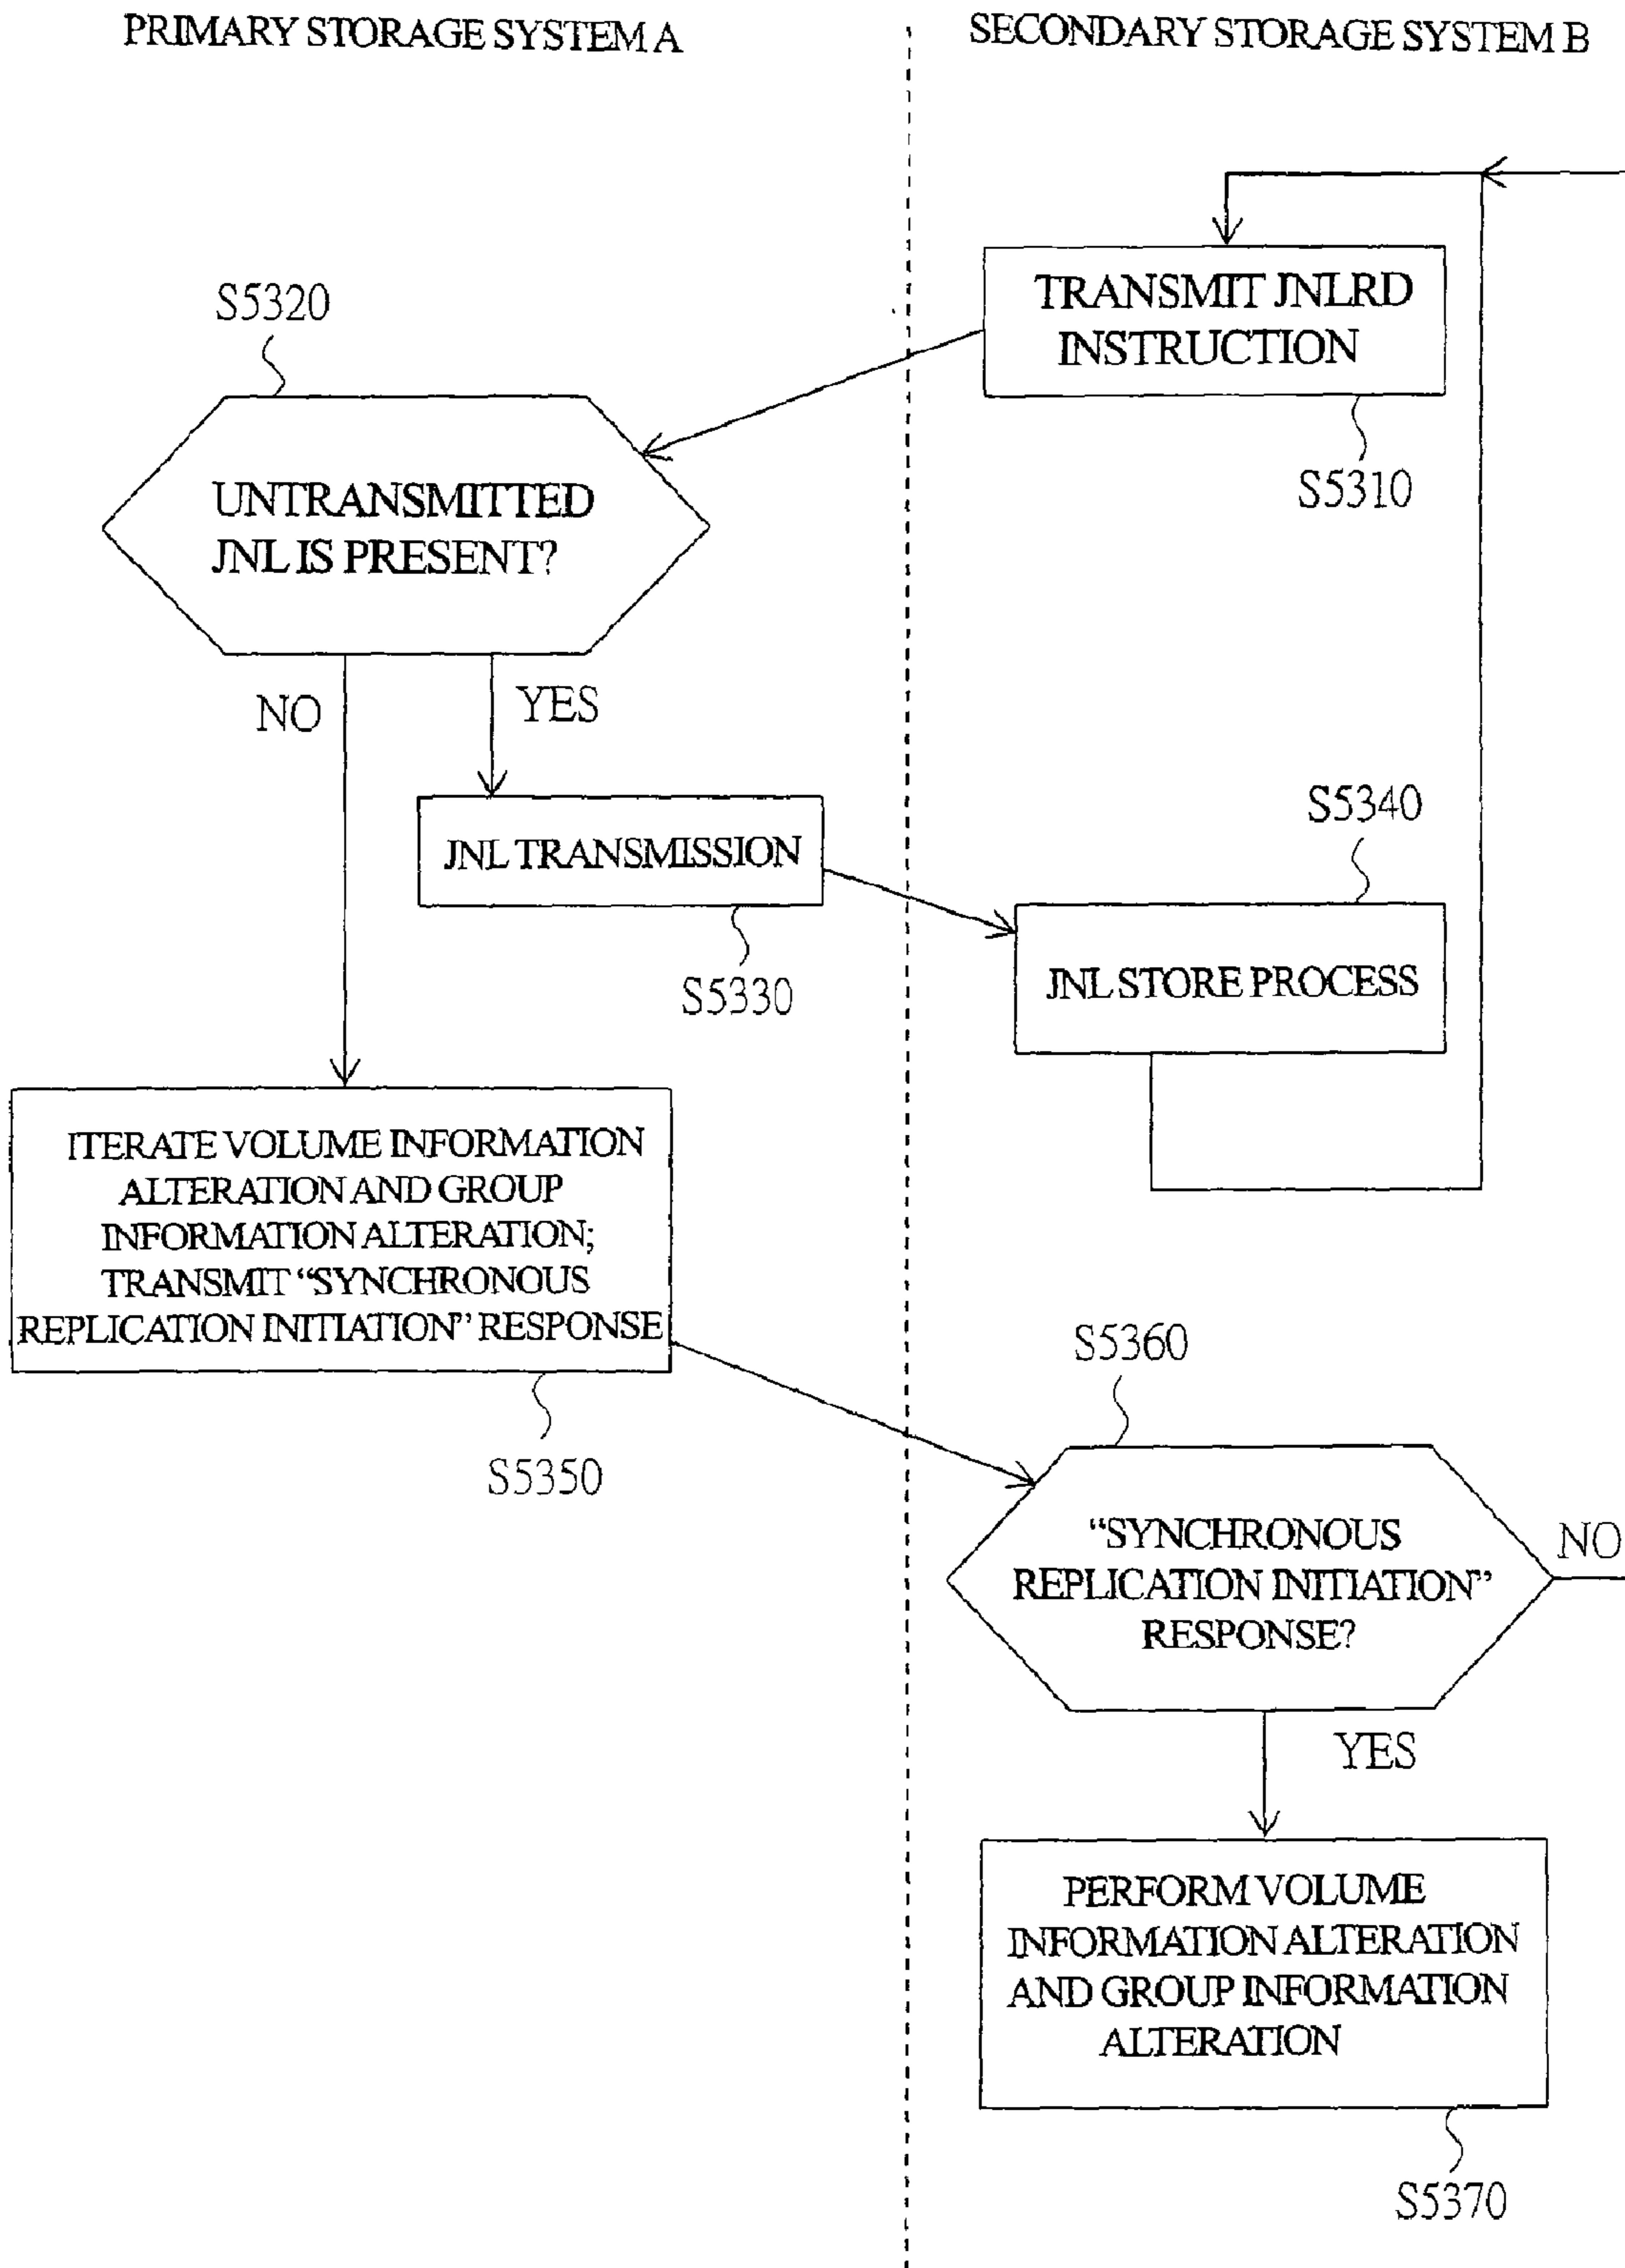 PRIMARY STORAGE SYSTEM A
SECONDARY STORAGE SYSTEM B
TRANSMIT JNLRD
INSTRUCTION
S5310
S5320
UNTRANSMITTED
JNL IS PRESENT?
NO
YES
JNL TRANSMISSION
S5330
S5340
JNL STORE PROCESS
ITERATE VOLUME INFORMATION
ALTERATION AND GROUP
INFORMATION ALTERATION;
TRANSMIT “SYNCHRONOUS
REPLICATION INITIATION” RESPONSE
S5350
S5360
“SYNCHRONOUS
REPLICATION INITIATION”
RESPONSE?
NO
YES
PERFORM VOLUME
INFORMATION ALTERATION
AND GROUP INFORMATION
ALTERATION
S5370